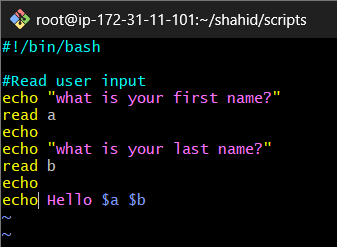 root@ip-172-31-11-101:~/shahid/scripts
#!/bin/bash
#Read user input
echo "what is your first name?"
read a
echo
echo "what is your last name?"
read b
echo
echo Hello $a $b
~
~